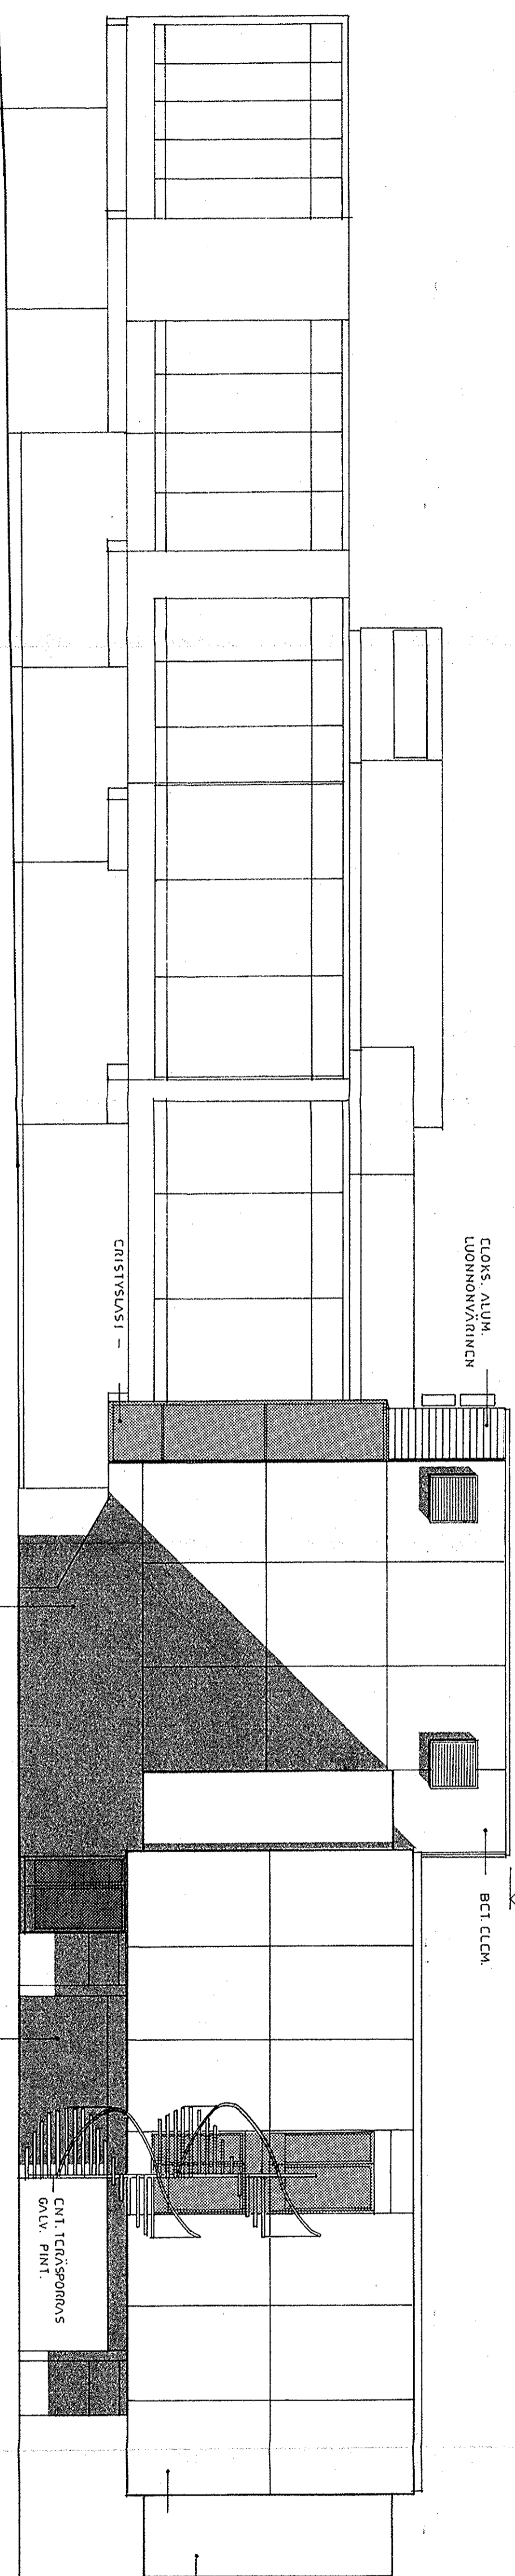 ELOKS. ALUM.
LUONNONVÄRINEN
ERISTYSLASI
BET. ELEM.
ENT. TERÄSPORRAS
GALV. PINT.